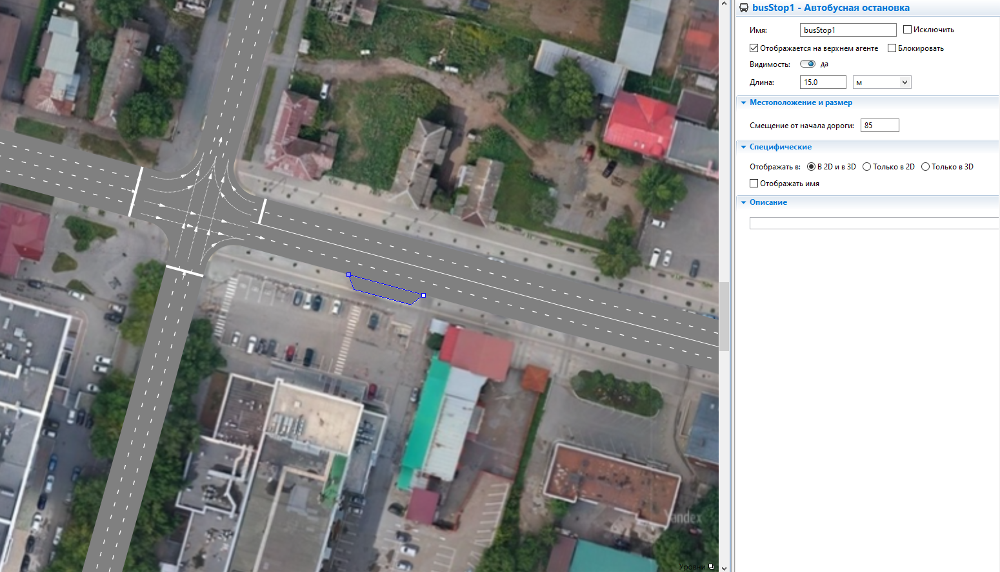 busStop1 - Автобусная остановка
Имя: busStop1 Исключить
Отображается на верхнем агенте Блокировать
Видимость: да
Длина: 15.0 м
Местоположение и размер
Смещение от начала дороги: 85
Специфические
Отображать в: В 2D и в 3D Только в 2D Только в 3D
Отображать имя
Описание
Yandex
Уровни